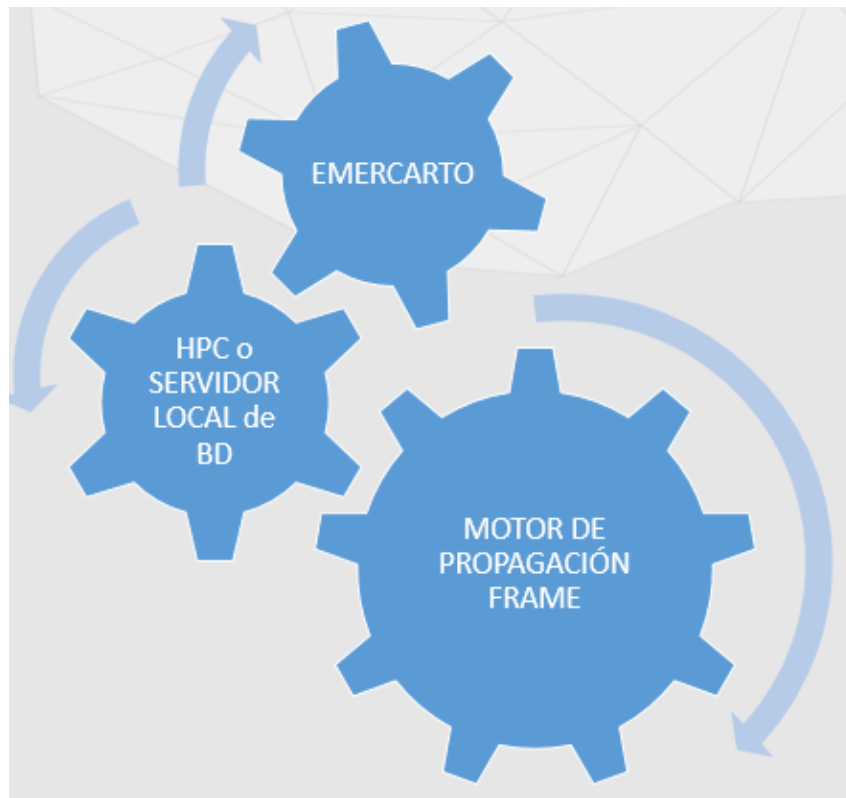 EMERCARTO
HPC o
SERVIDOR
LOCAL de
BD
MOTOR DE
PROPAGACIÓN
FRAME